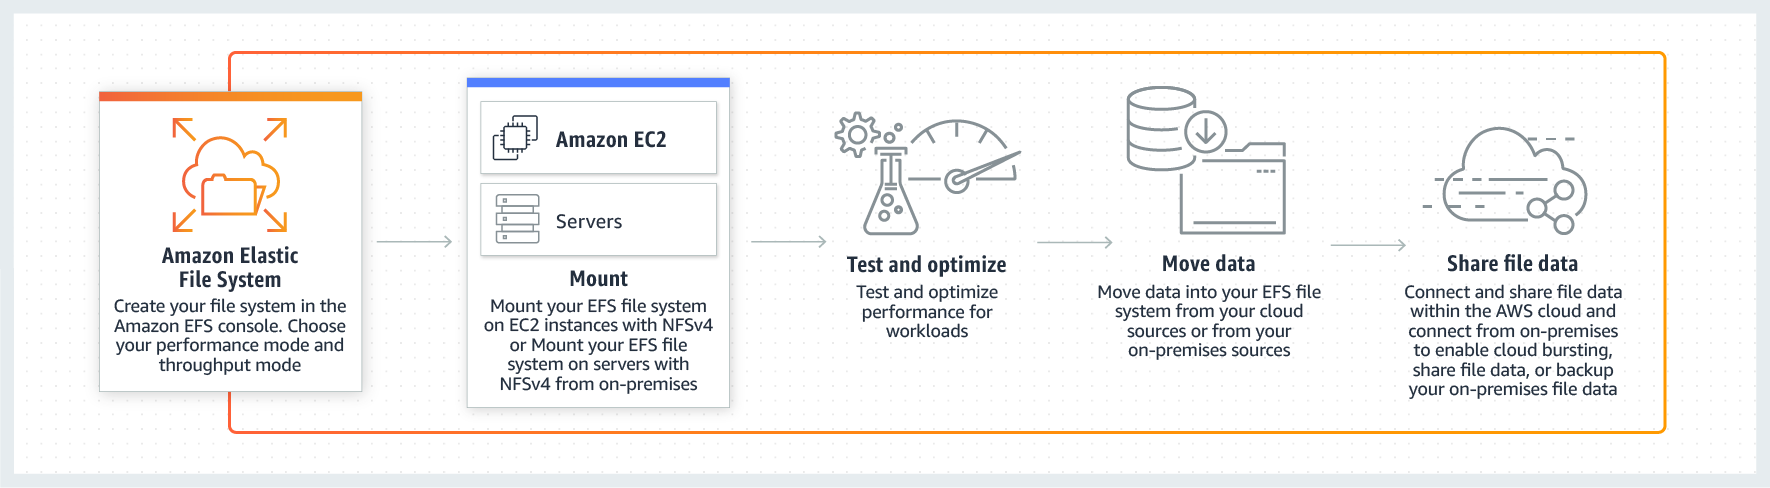 Amazon Elastic
File System
Create your file system in the
Amazon EFS console. Choose
your performance mode and
throughput mode
Amazon EC2
Servers
Mount
Mount your EFS file system
on EC2 instances with NFSv4
or Mount your EFS file
system on servers with
NFSv4 from on-premises
Test and optimize
Test and optimize
performance for
workloads
Move data
Move data into your EFS file
system from your cloud
sources or from your
on-premises sources
Share file data
Connect and share file data
within the AWS cloud and
connect from on-premises
to enable cloud bursting,
share file data, or backup
your on-premises file data